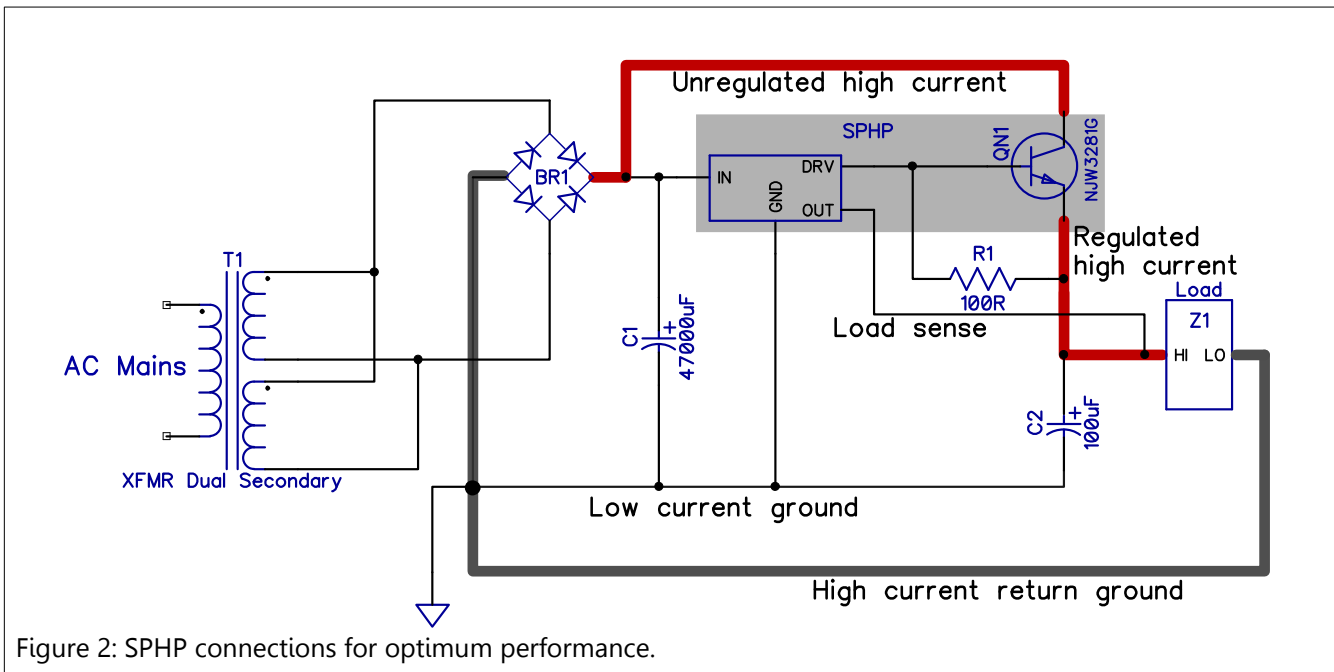 Unregulated high current
SPHP
QN1
NJW3281G
BR1
IN
DRV
GND
OUT
Regulated
high current
R1
100R
Load
Z1
HI LO
Load sense
T1
AC Mains
C1
+
47000uF
C2
+
100uF
XFMR Dual Secondary
Low current ground
High current return ground
Figure 2: SPHP connections for optimum performance.